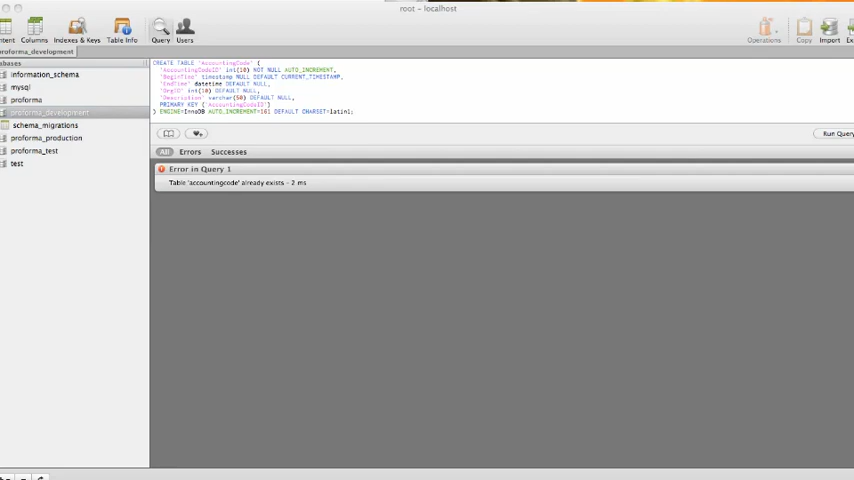 root – localhost
ntent Columns Indexes & Keys Table Info Query Users Operations Copy Import Ex
proforma_development
abases
information_schema
mysql
proforma
proforma_development
schema_migrations
proforma_production
proforma_test
test
CREATE TABLE `AccountingCode` (
`AccountingCodeID` int(10) NOT NULL AUTO_INCREMENT,
`BeginTime` timestamp NULL DEFAULT CURRENT_TIMESTAMP,
`EndTime` datetime DEFAULT NULL,
`OrgID` int(10) DEFAULT NULL,
`Description` varchar(50) DEFAULT NULL,
PRIMARY KEY (`AccountingCodeID`)
) ENGINE=InnoDB AUTO_INCREMENT=161 DEFAULT CHARSET=latin1;
Run Query
All Errors Successes
Error in Query 1
Table 'accountingcode' already exists - 2 ms